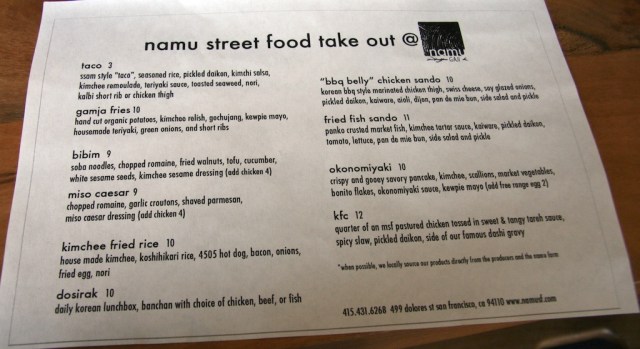 namu street food take out @
namu
taco 3
ssam style "taco", seasoned rice, pickled daikon, kimchi salsa,
kimchee remoulade, teriyaki sauce, toasted seaweed, nori,
kalbi short rib or chicken thigh
gamja fries 10
hand cut organic potatoes, kimchee relish, gochujang, kewpie mayo,
housemade teriyaki, green onions, and short ribs
bibim 9
soba noodles, chopped romaine, fried walnuts, tofu, cucumber,
white sesame seeds, kimchee sesame dressing (add chicken 4)
miso caesar 9
chopped romaine, garlic croutons, shaved parmesan,
miso caesar dressing (add chicken 4)
kimchee fried rice 10
house made kimchee, koshihikari rice, 4505 hot dog, bacon, onions,
fried egg, nori
dosirak 10
daily korean lunchbox, banchan with choice of chicken, beef, or fish
"bbq belly" chicken sando 10
korean bbq style marinated chicken thigh, swiss cheese, soy glazed onions,
pickled daikon, kaiware, aioli, dijon, pan de mie bun, side salad and pickle
fried fish sando 11
panko crusted market fish, kimchee tartar sauce, kaiware, pickled daikon,
tomato, lettuce, pan de mie bun, side salad and pickle
okonomiyaki 10
crispy and gooey savory pancake, kimchee, scallions, market vegetables,
bonito flakes, okonomiyaki sauce, kewpie mayo (add free range egg 2)
kfc 12
quarter of an msf pastured chicken tossed in sweet & tangy tareh sauce,
spicy slaw, pickled daikon, side of our famous dashi gravy
*when possible, we locally source our products directly from the producers and the namu farm
415.431.6268 499 dolores st san francisco, ca 94110 www.namusf.com